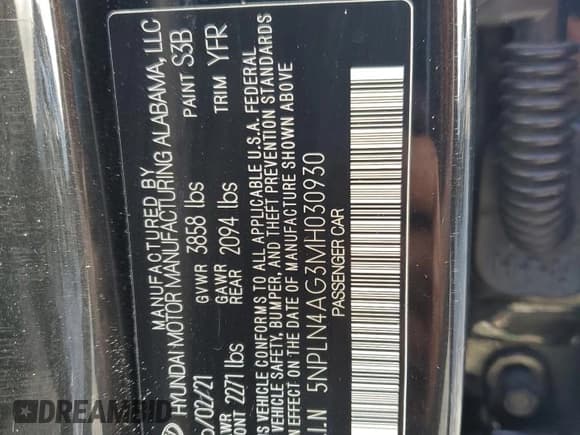 MANUFACTURED BY
HYUNDAI MOTOR MANUFACTURING ALABAMA, LLC
/02/21 GVWR 3858 lbs PAINT S3B
2271 lbs GAWR REAR 2094 lbs TRIM YFR
VEHICLE CONFORMS TO ALL APPLICABLE U.S.A. FEDERAL
SAFETY, BUMPER, AND THEFT PREVENTION STANDARDS
EFFECT ON THE DATE OF MANUFACTURE SHOWN ABOVE
5NPLN4AG3MH030930
PASSENGER CAR